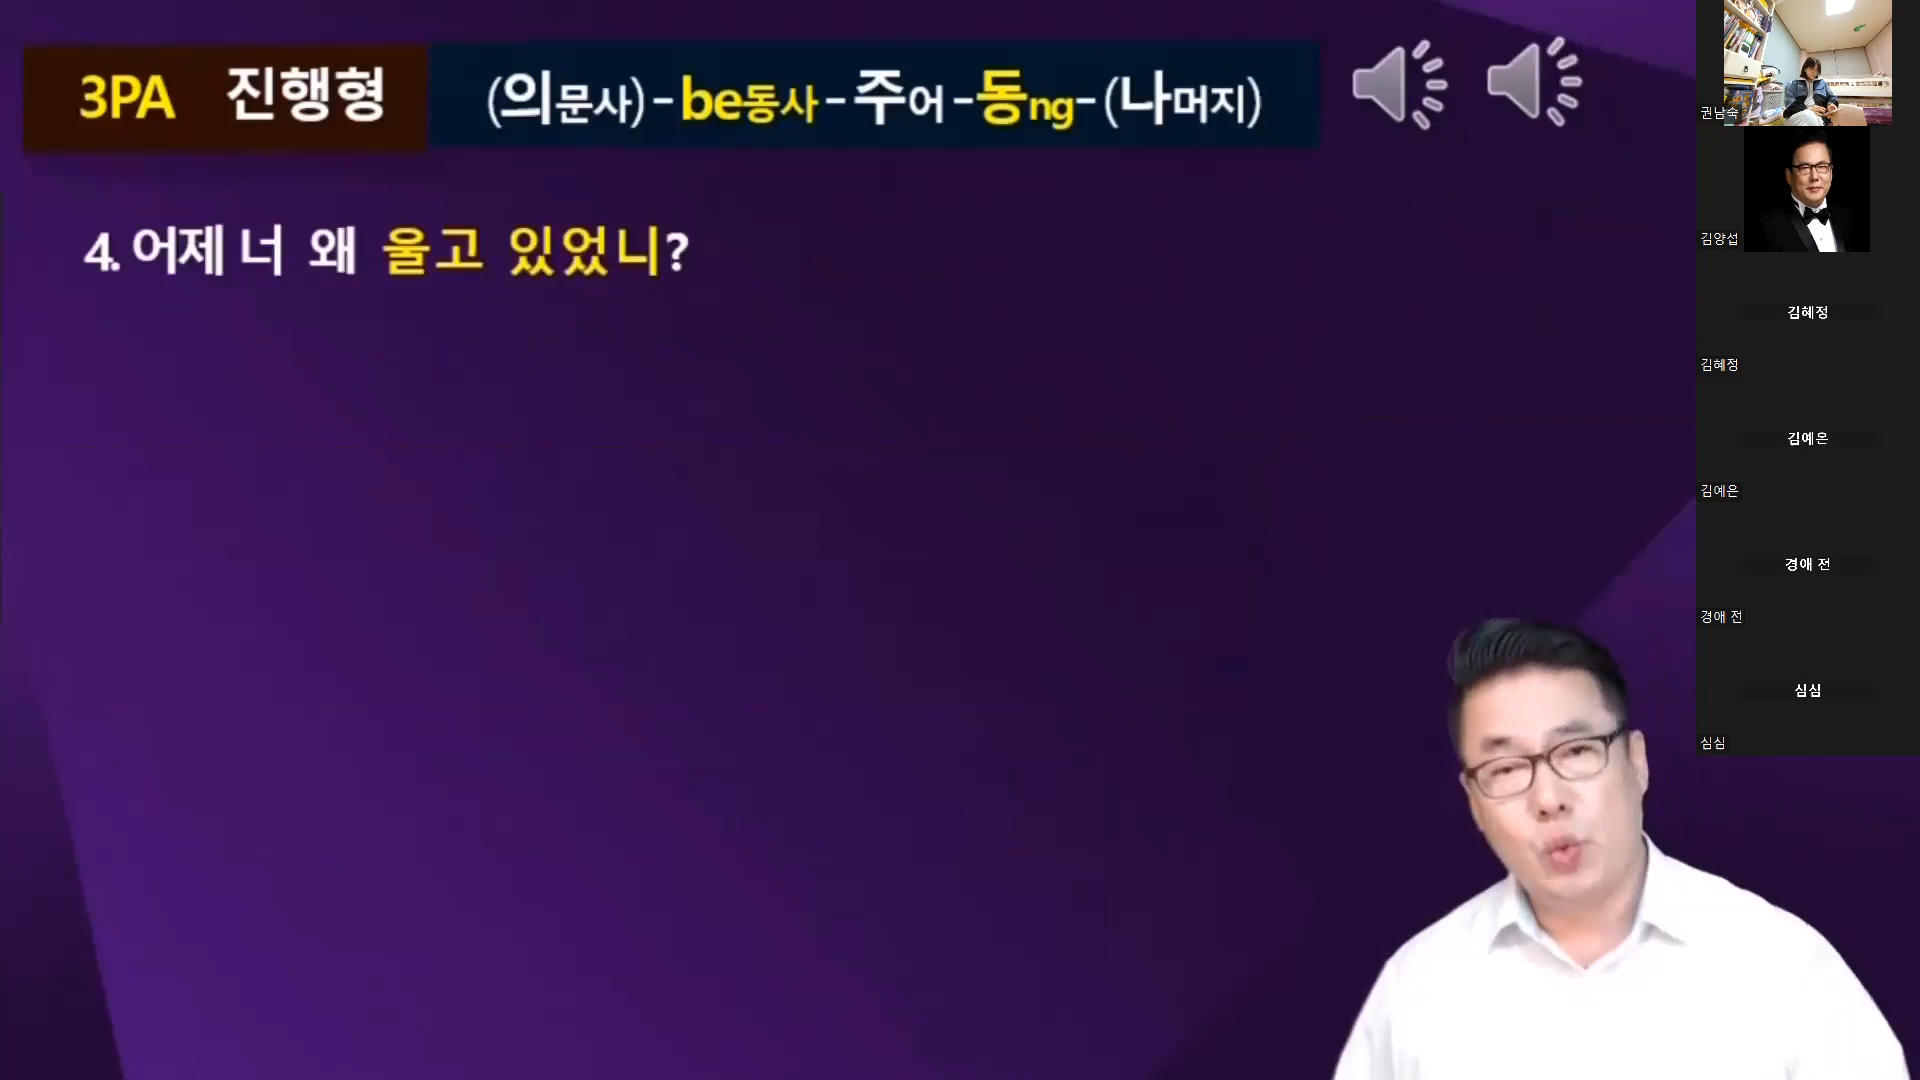 3PA 진행형 (의문사) - be동사 - 주어 - 동ng - (나머지)
4. 어제 너 왜 울고 있었니?
권남숙
김양섭
김혜정
김혜정
김예은
김예은
경애 전
경애 전
심심
심심